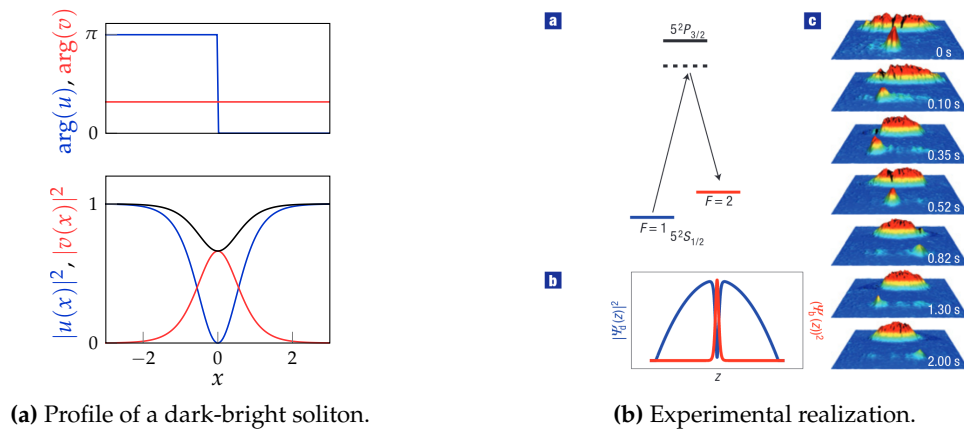 π
0
arg(u), arg(v)
1
0
|u(x)|², |v(x)|²
−2
0
2
x
(a) Profile of a dark-bright soliton.
a
5²P₃/₂
F = 2
F = 1
5²S₁/₂
b
|Ψd(z)|²
(Ψb(z))²
z
c
0 s
0.10 s
0.35 s
0.52 s
0.82 s
1.30 s
2.00 s
(b) Experimental realization.